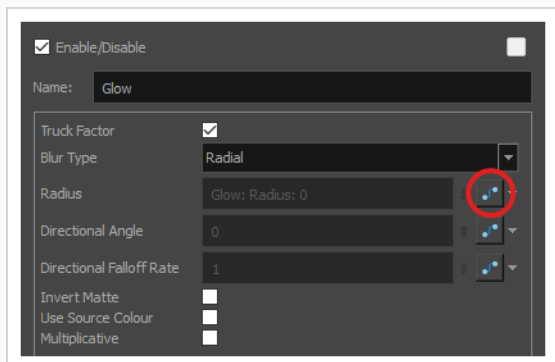 Enable/Disable
Name: Glow
Truck Factor
Blur Type Radial
Radius Glow: Radius: 0
Directional Angle 0
Directional Falloff Rate 1
Invert Matte
Use Source Colour
Multiplicative